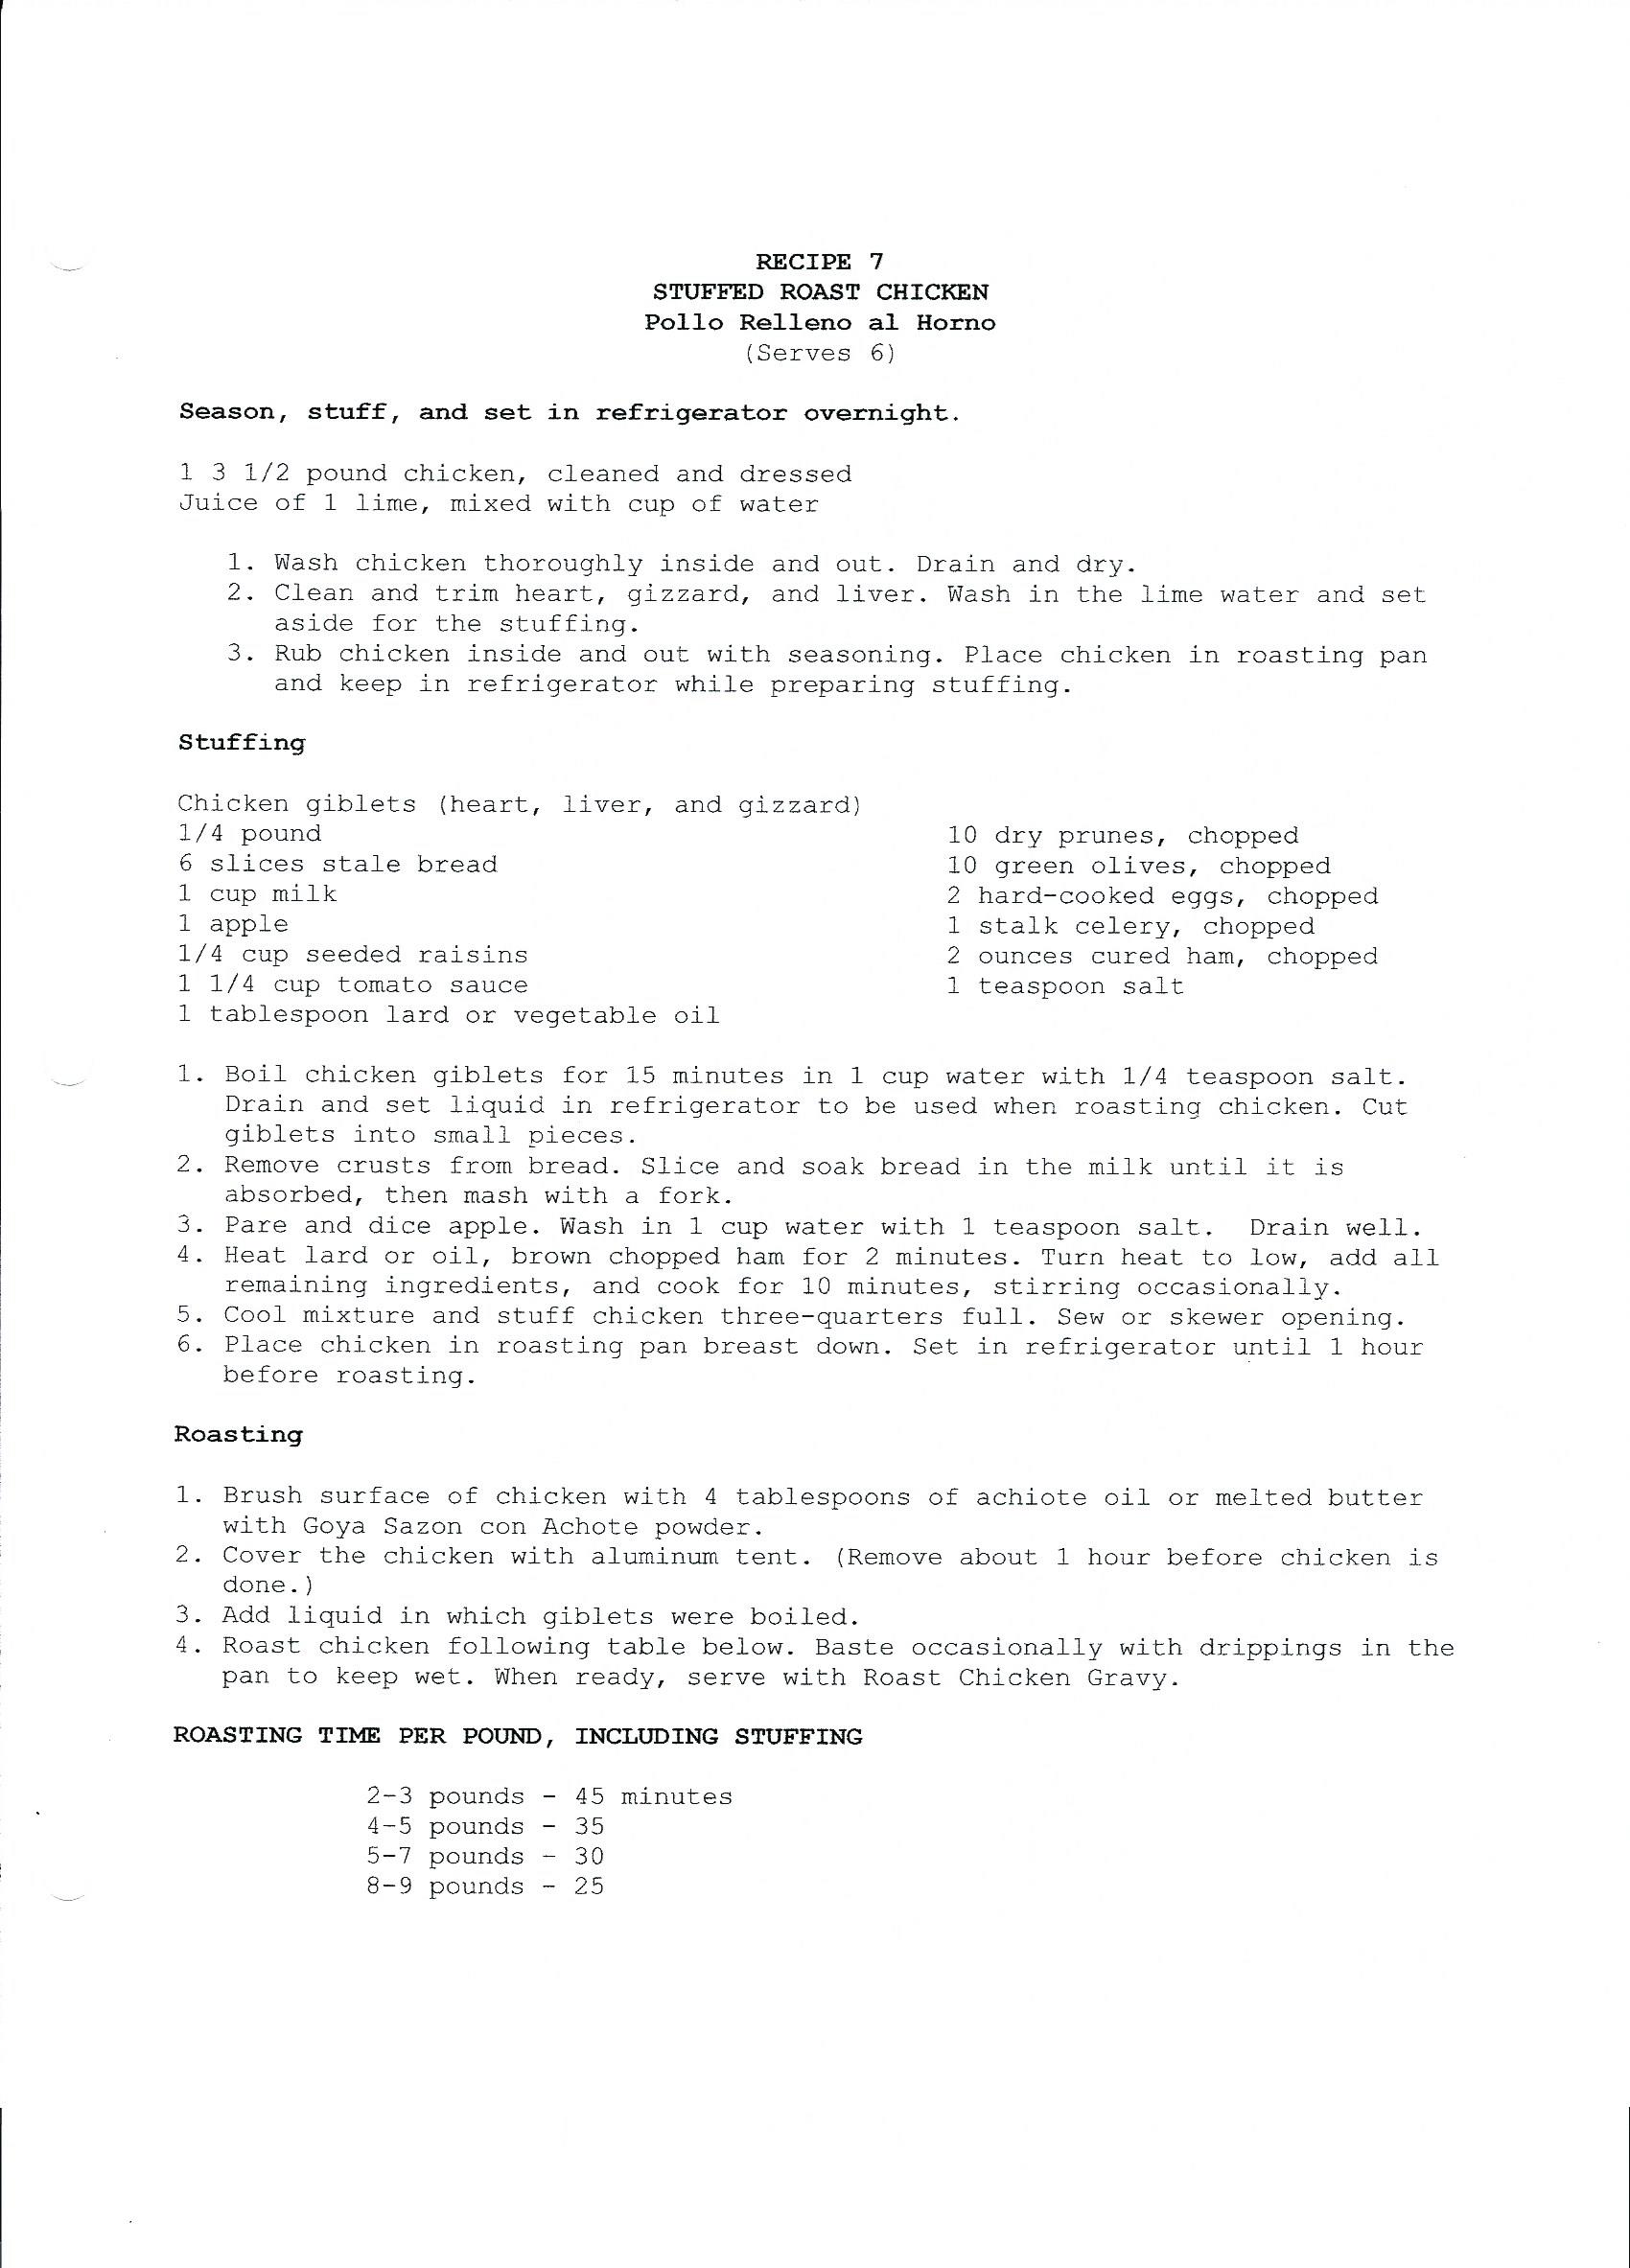 RECIPE 7
STUFFED ROAST CHICKEN
Pollo Relleno al Horno
(Serves 6)
Season, stuff, and set in refrigerator overnight.
1 3 1/2 pound chicken, cleaned and dressed
Juice of 1 lime, mixed with cup of water
1. Wash chicken thoroughly inside and out. Drain and dry.
2. Clean and trim heart, gizzard, and liver. Wash in the lime water and set
aside for the stuffing.
3. Rub chicken inside and out with seasoning. Place chicken in roasting pan
and keep in refrigerator while preparing stuffing.
Stuffing
Chicken giblets (heart, liver, and gizzard)
1/4 pound
6 slices stale bread
1 cup milk
1 apple
1/4 cup seeded raisins
1 1/4 cup tomato sauce
1 tablespoon lard or vegetable oil
10 dry prunes, chopped
10 green olives, chopped
2 hard-cooked eggs, chopped
1 stalk celery, chopped
2 ounces cured ham, chopped
1 teaspoon salt
1. Boil chicken giblets for 15 minutes in 1 cup water with 1/4 teaspoon salt.
Drain and set liquid in refrigerator to be used when roasting chicken. Cut
giblets into small pieces.
2. Remove crusts from bread. Slice and soak bread in the milk until it is
absorbed, then mash with a fork.
3. Pare and dice apple. Wash in 1 cup water with 1 teaspoon salt. Drain well.
4. Heat lard or oil, brown chopped ham for 2 minutes. Turn heat to low, add all
remaining ingredients, and cook for 10 minutes, stirring occasionally.
5. Cool mixture and stuff chicken three-quarters full. Sew or skewer opening.
6. Place chicken in roasting pan breast down. Set in refrigerator until 1 hour
before roasting.
Roasting
1. Brush surface of chicken with 4 tablespoons of achiote oil or melted butter
with Goya Sazon con Achote powder.
2. Cover the chicken with aluminum tent. (Remove about 1 hour before chicken is
done.)
3. Add liquid in which giblets were boiled.
4. Roast chicken following table below. Baste occasionally with drippings in the
pan to keep wet. When ready, serve with Roast Chicken Gravy.
ROASTING TIME PER POUND, INCLUDING STUFFING
2-3 pounds - 45 minutes
4-5 pounds - 35
5-7 pounds - 30
8-9 pounds - 25